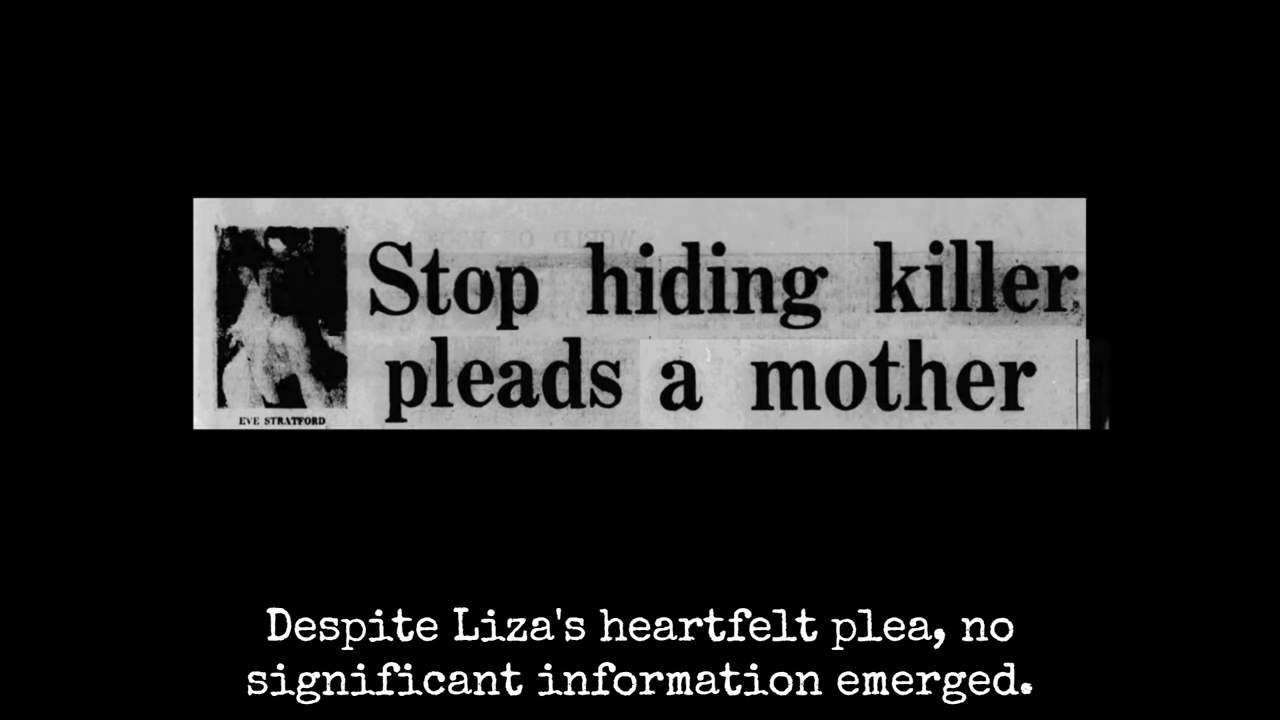 Stop hiding killer
pleads a mother
EVE STRATFORD
Despite Liza's heartfelt plea, no
significant information emerged.